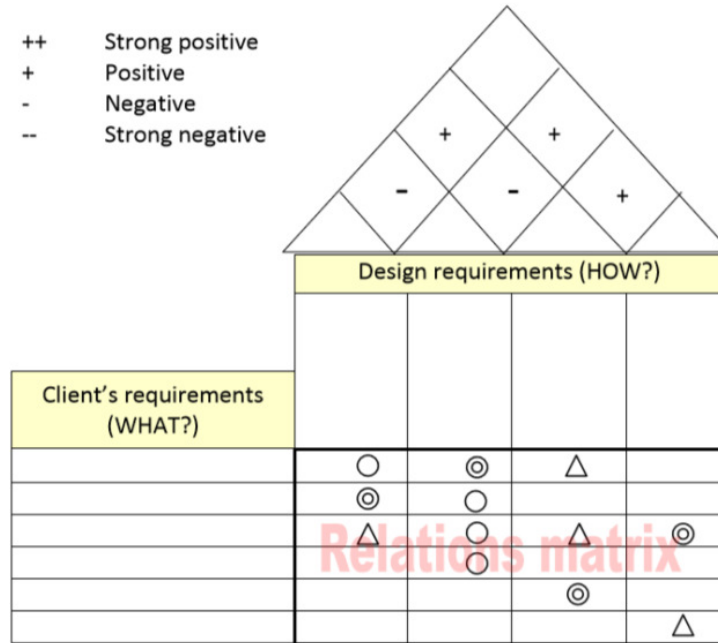 ++ Strong positive
+ Positive
- Negative
-- Strong negative
+ +
- - +
Design requirements (HOW?)
Client’s requirements
(WHAT?)
Relations matrix